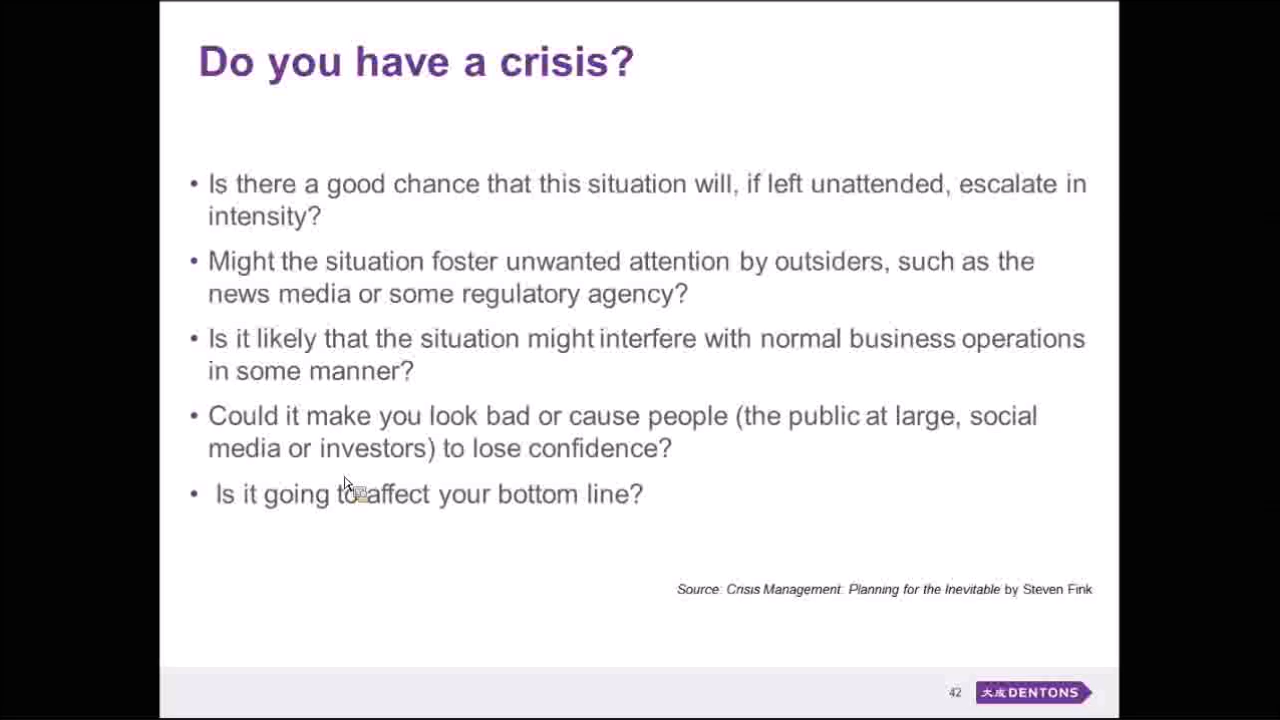 Do you have a crisis?
• Is there a good chance that this situation will, if left unattended, escalate in
intensity?
• Might the situation foster unwanted attention by outsiders, such as the
news media or some regulatory agency?
• Is it likely that the situation might interfere with normal business operations
in some manner?
• Could it make you look bad or cause people (the public at large, social
media or investors) to lose confidence?
• Is it going to affect your bottom line?
Source: Crisis Management: Planning for the Inevitable by Steven Fink
42
大成 DENTONS